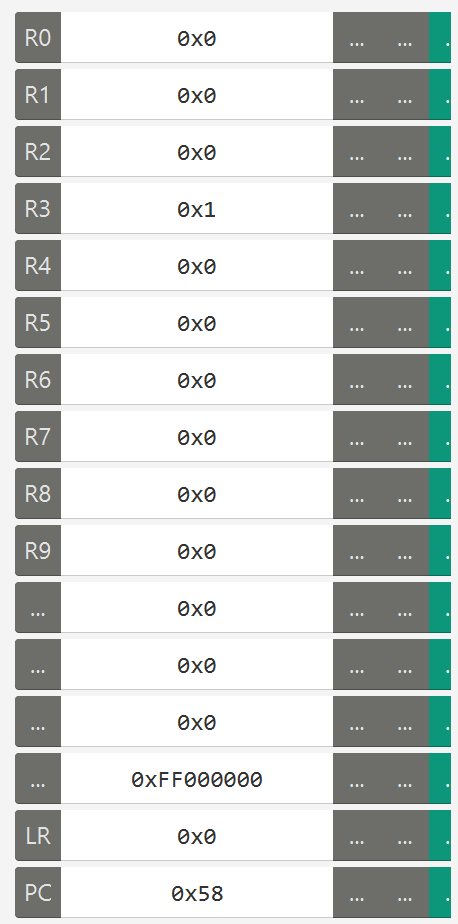 R0 0x0 ... ... .
R1 0x0 ... ... .
R2 0x0 ... ... .
R3 0x1 ... ... .
R4 0x0 ... ... .
R5 0x0 ... ... .
R6 0x0 ... ... .
R7 0x0 ... ... .
R8 0x0 ... ... .
R9 0x0 ... ... .
... 0x0 ... ... .
... 0x0 ... ... .
... 0x0 ... ... .
... 0xFF000000 ... ... .
LR 0x0 ... ... .
PC 0x58 ... ... .